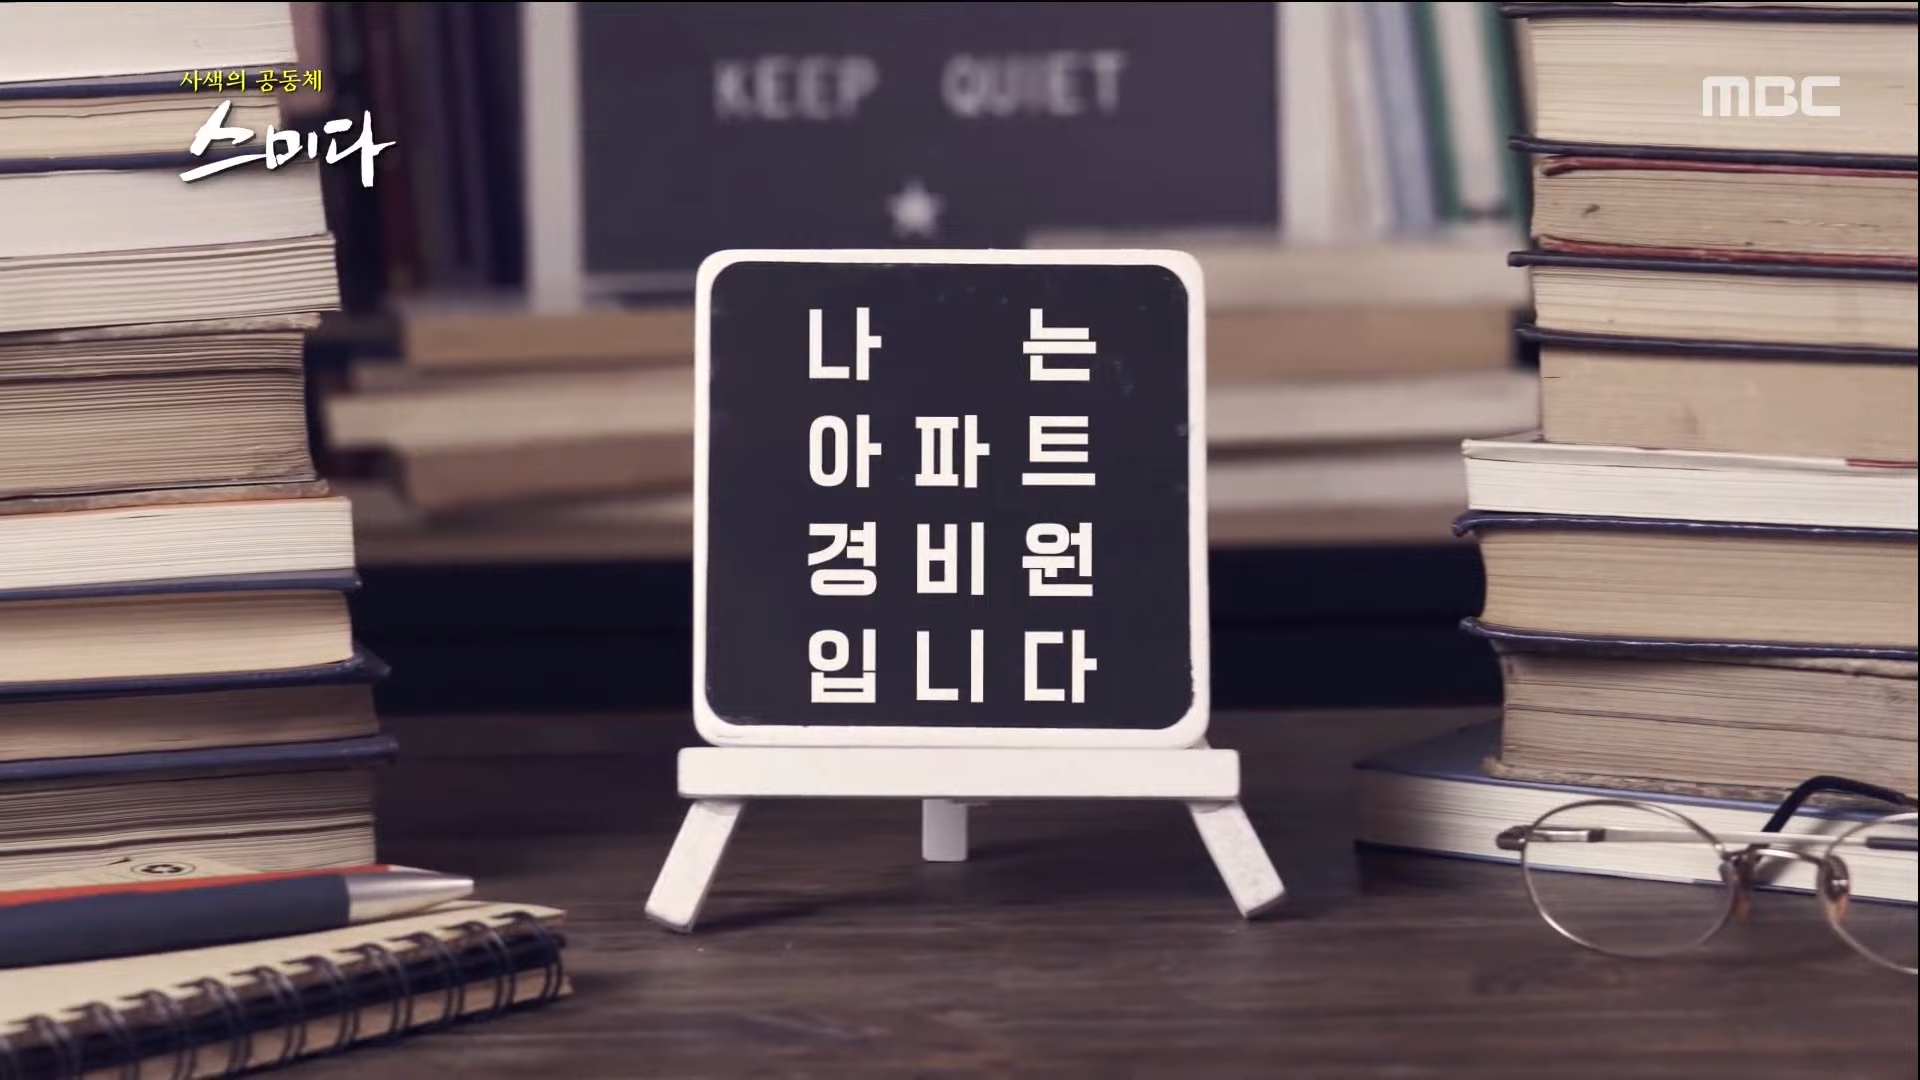 사색의 공동체
스미다
MBC
KEEP QUIET
나 는
아파트
경비원
입니다